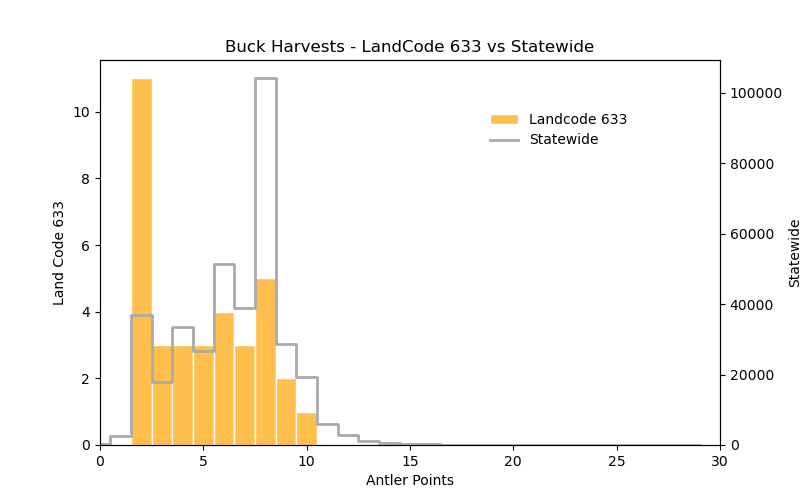 Buck Harvests - LandCode 633 vs Statewide
Land Code 633
10
8
6
4
2
0
Landcode 633
Statewide
100000
80000
60000
40000
20000
0
Statewide
0 5 10 15 20 25 30
Antler Points